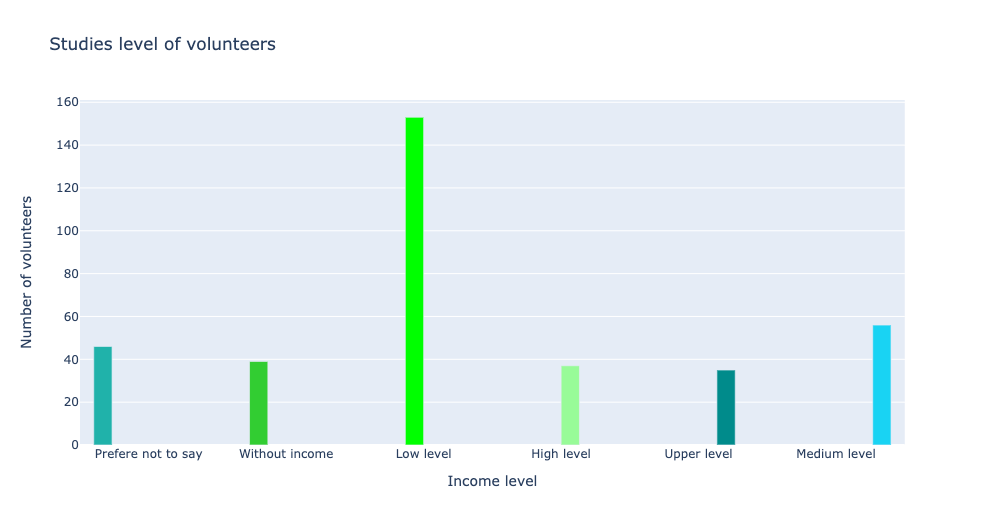 Studies level of volunteers
Number of volunteers
160
140
120
100
80
60
40
20
0
Prefere not to say
Without income
Low level
High level
Upper level
Medium level
Income level